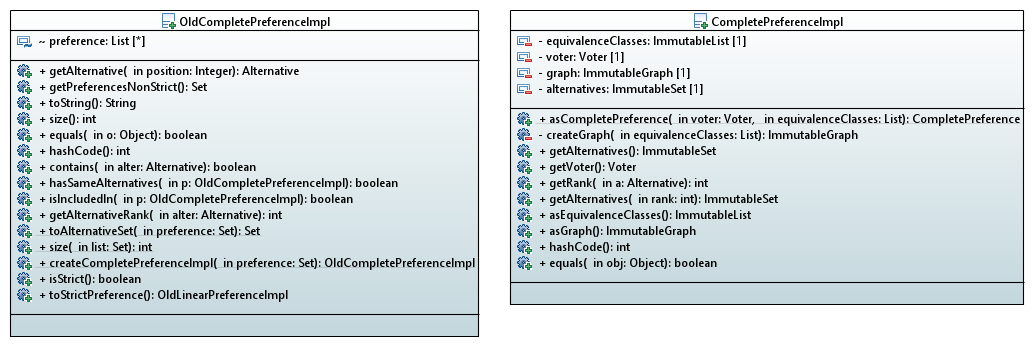 OldCompletePreferenceImpl
~ preference: List [*]
+ getAlternative( in position: Integer): Alternative
+ getPreferencesNonStrict(): Set
+ toString(): String
+ size(): int
+ equals( in o: Object): boolean
+ hashCode(): int
+ contains( in alter: Alternative): boolean
+ hasSameAlternatives( in p: OldCompletePreferenceImpl): boolean
+ isIncludedIn( in p: OldCompletePreferenceImpl): boolean
+ getAlternativeRank( in alter: Alternative): int
+ toAlternativeSet( in preference: Set): Set
+ size( in list: Set): int
+ createCompletePreferenceImpl( in preference: Set): OldCompletePreferenceImpl
+ isStrict(): boolean
+ toStrictPreference(): OldLinearPreferenceImpl
CompletePreferenceImpl
- equivalenceClasses: ImmutableList [1]
- voter: Voter [1]
- graph: ImmutableGraph [1]
- alternatives: ImmutableSet [1]
+ asCompletePreference( in voter: Voter, in equivalenceClasses: List): CompletePreference
- createGraph( in equivalenceClasses: List): ImmutableGraph
+ getAlternatives(): ImmutableSet
+ getVoter(): Voter
+ getRank( in a: Alternative): int
+ getAlternatives( in rank: int): ImmutableSet
+ asEquivalenceClasses(): ImmutableList
+ asGraph(): ImmutableGraph
+ hashCode(): int
+ equals( in obj: Object): boolean